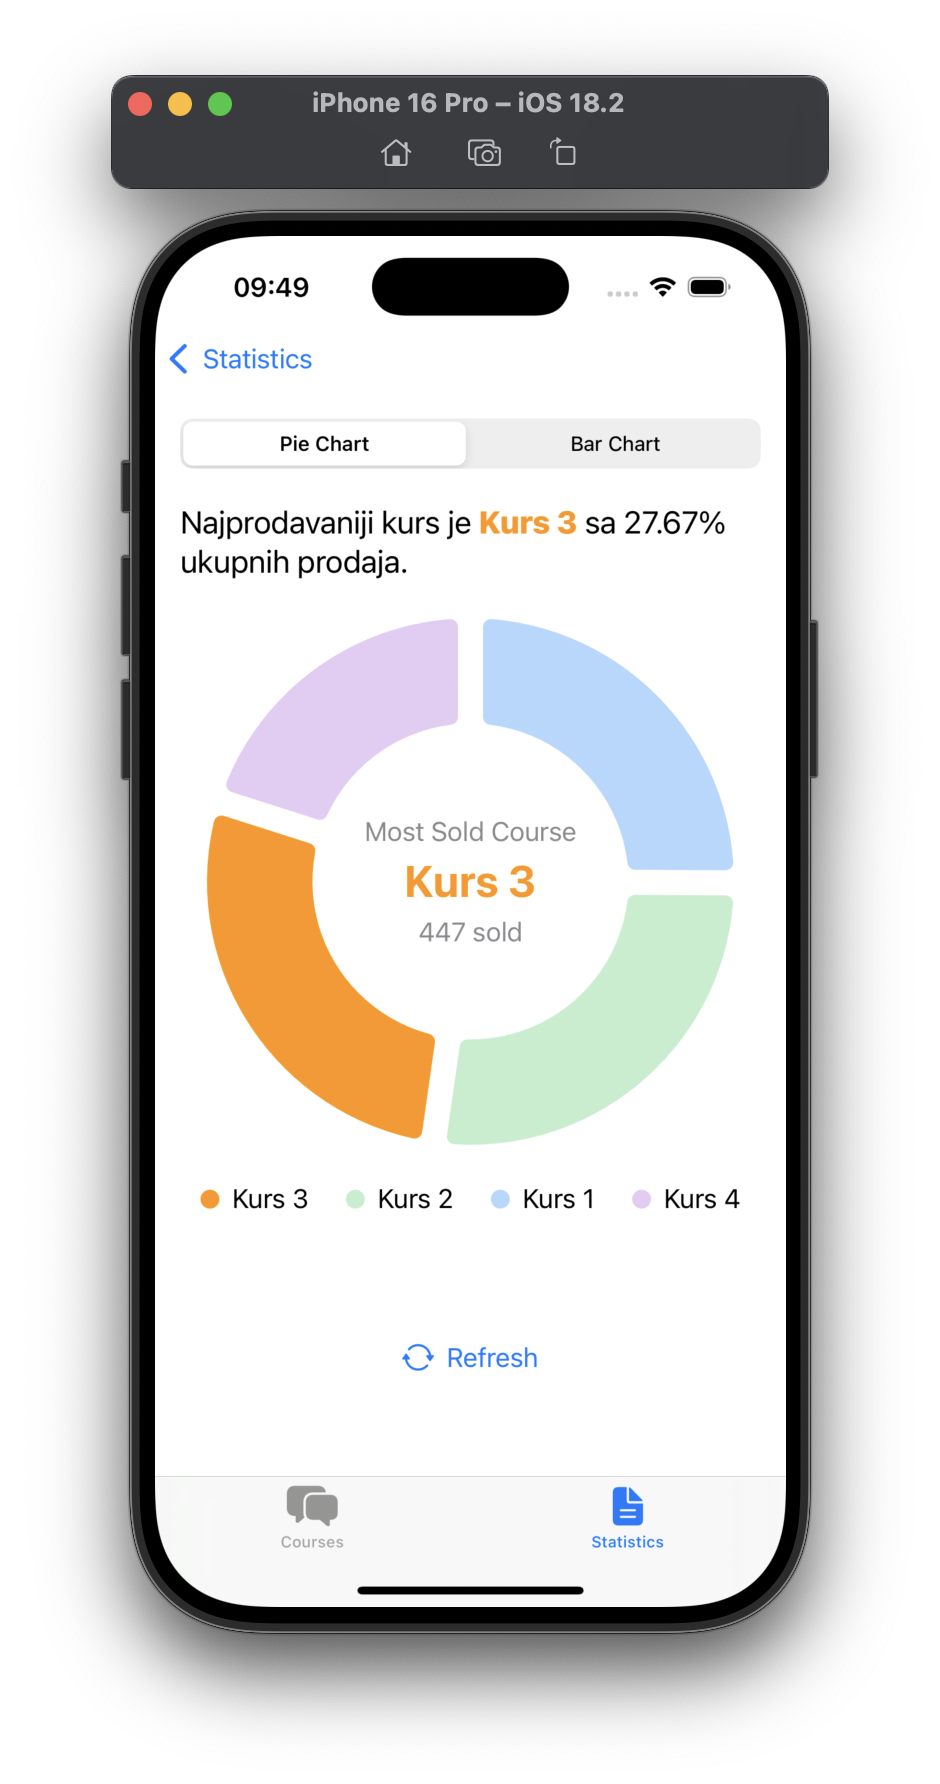 iPhone 16 Pro – iOS 18.2
09:49
Statistics
Pie Chart
Bar Chart
Najprodavaniji kurs je Kurs 3 sa 27.67%
ukupnih prodaja.
Most Sold Course
Kurs 3
447 sold
Kurs 3
Kurs 2
Kurs 1
Kurs 4
Refresh
Courses
Statistics